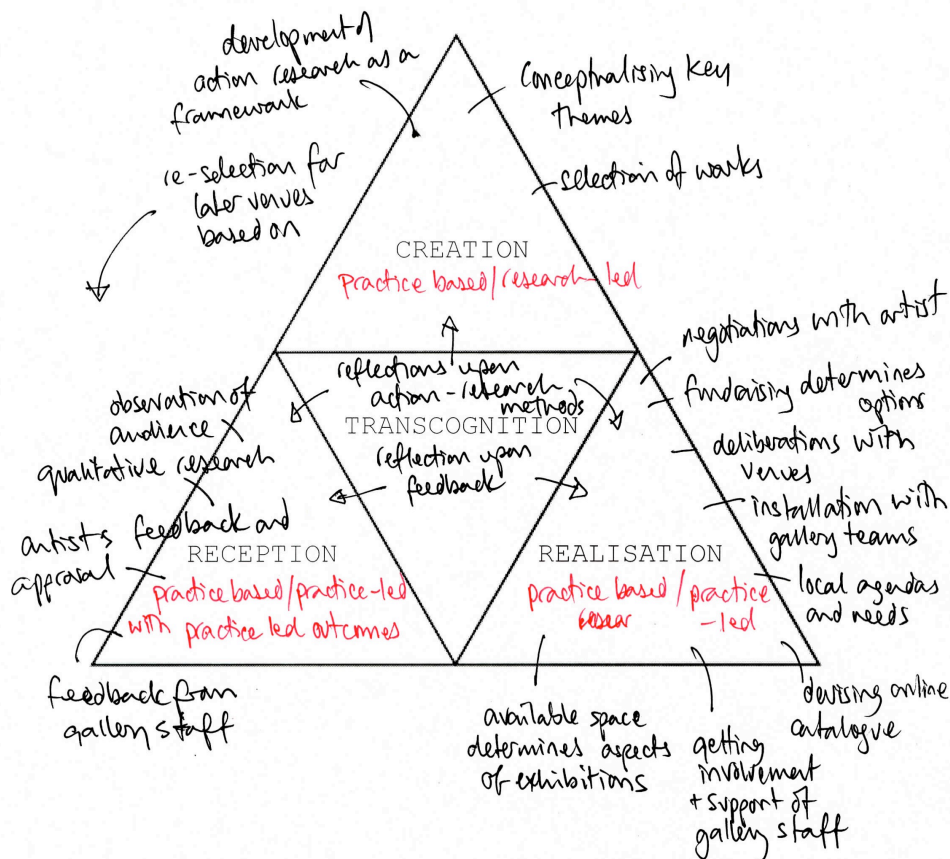 development of
action research as a
framework
conceptualising key
themes
re-selection for
later venues
based on
selection of works
CREATION
practice based/research-led
reflections upon
action-research
methods
TRANSCOGNITION
reflection upon
feedback
observation of
audience
qualitative research
artists feedback and
appraisal
RECEPTION
practice based/practice-led
with practice led outcomes
feedback from
gallery staff
negotiations with artist
fundraising determines
options
deliberations with
venues
installation with
gallery teams
REALISATION
practice based / practice
-led
local agendas
and needs
devising online
catalogue
available space
determines aspects
of exhibitions
getting
involvement
+ support of
gallery staff